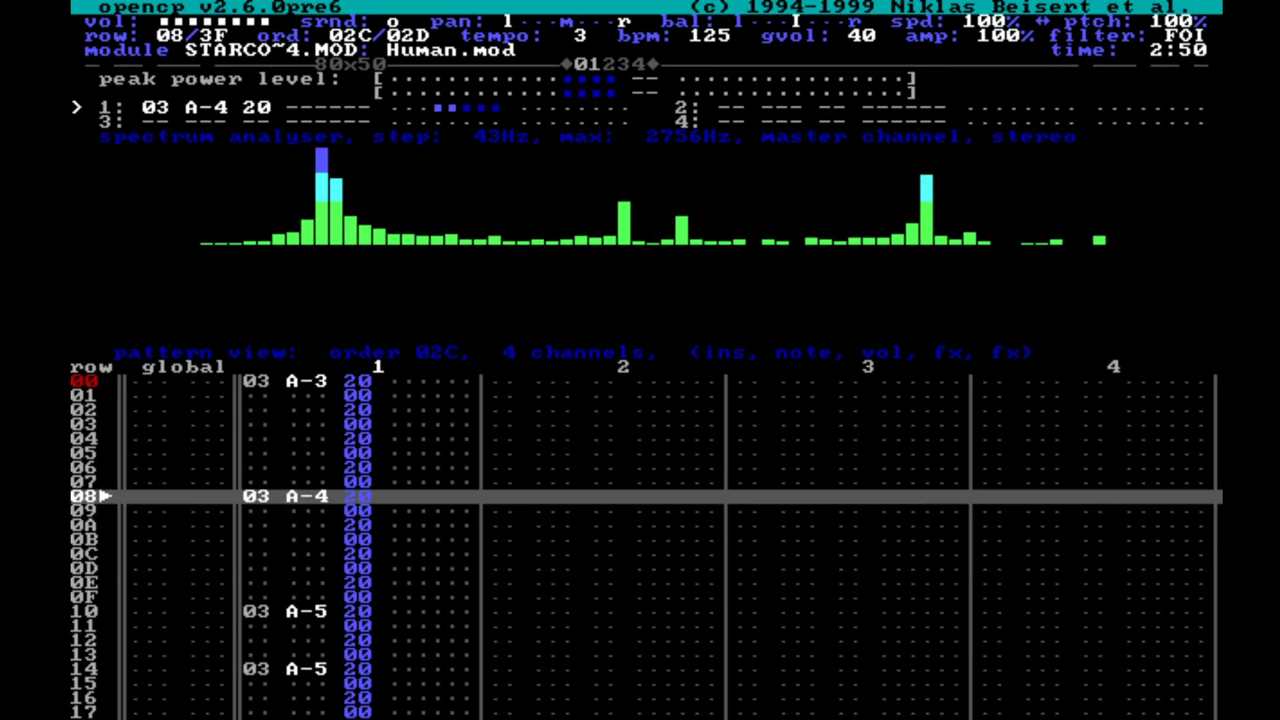 opencp v2.6.0pre6 (c) 1994-1999 Niklas Beisert et al.
vol: srnd: o pan: l---m---r bal: l---I---r spd: 100% ↔ ptch: 100%
row: 08/3F ord: 02C/02D tempo: 3 bpm: 125 gvol: 40 amp: 100% filter: FOI
module STARCO~4.MOD: Human.mod time: 2:50
80x50 ◆01234◆
peak power level: [ -- ]
[ -- ]
> 1: 03 A-4 20 ------ 2: -- --- -- ------
3: -- --- -- ------ 4: -- --- -- ------
spectrum analyser, step: 43Hz, max: 2756Hz, master channel, stereo
pattern view: order 02C, 4 channels, (ins, note, vol, fx, fx)
row global 1 2 3 4
00 03 A-3 20
01 00
02 20
03 00
04 20
05 00
06 20
07 00
08► 03 A-4 20
09 00
0A 20
0B 00
0C 20
0D 00
0E 20
0F 00
10 03 A-5 20
11 00
12 20
13 00
14 03 A-5 20
15 00
16 20
17 00